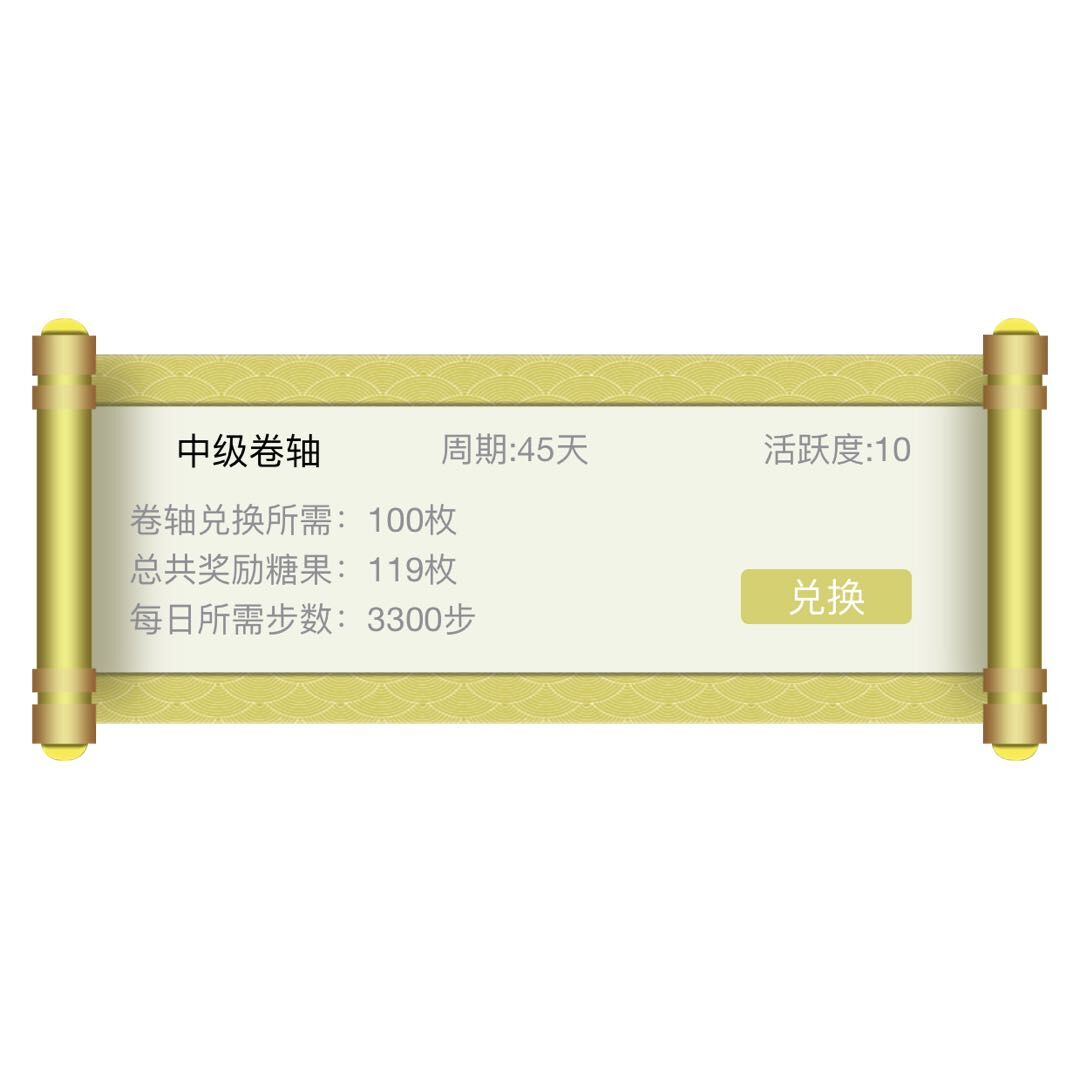 中级卷轴 周期:45天 活跃度:10
卷轴兑换所需：100枚
总共奖励糖果：119枚
每日所需步数：3300步
兑换